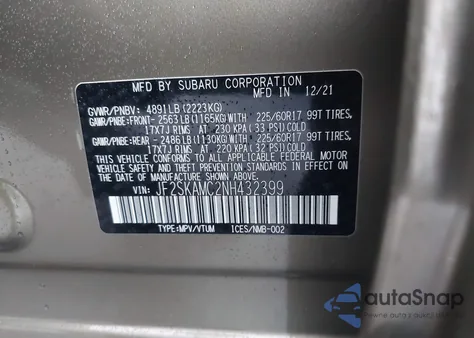 MFD BY SUBARU CORPORATION 12/21
GVWR/PNBV: 4891LB(2223KG)
GAWR/PNBE:FRONT-2563LB(1165KG)WITH 225/60R17 99T TIRES,
17X7J RIMS AT 230 KPA(33 PSI)COLD
GAWR/PNBE:REAR -2486LB(1130KG)WITH 225/60R17 99T TIRES,
17X7J RIMS AT 220 KPA(32 PSI)COLD
THIS VEHICLE CONFORMS TO ALL APPLICABLE FEDERAL MOTOR
VEHICLE SAFETY, BUMPER, AND THEFT PREVENTION
STANDARDS IN EFFECT ON THE DATE OF MANUFACTURE SHOWN ABOVE.
VIN: JF2SKAMC2NH432399
TYPE:MPV/VTUM ICES/NMB-002
autoSnap